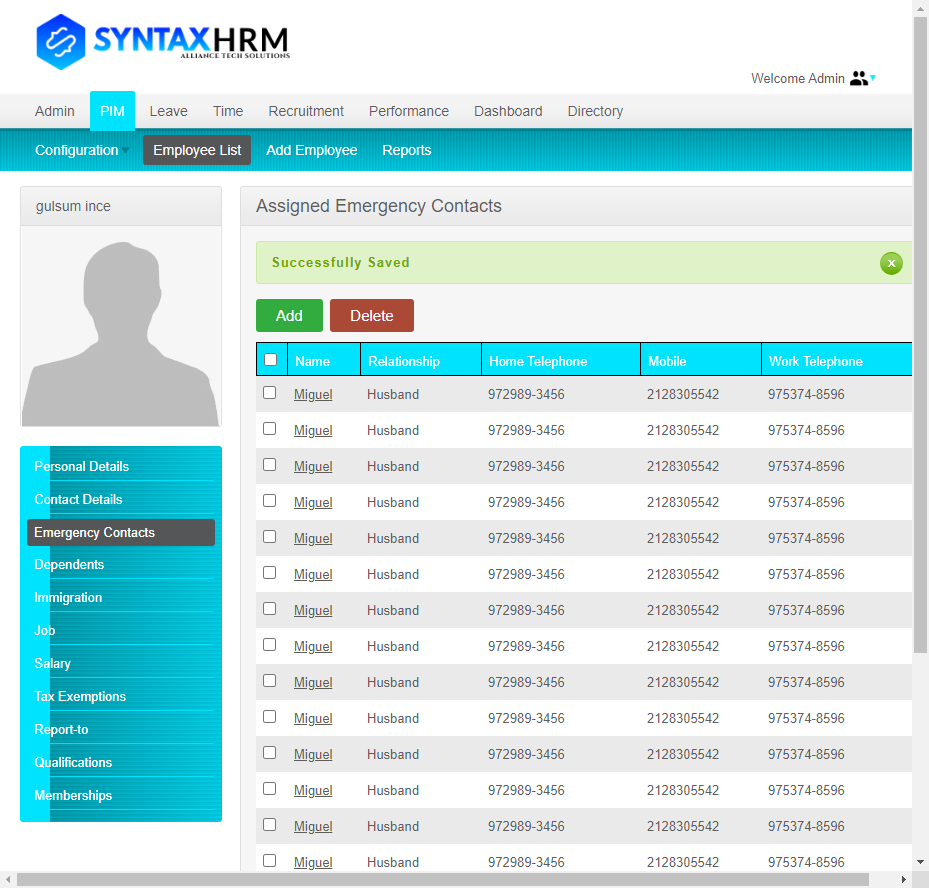 SYNTAXHRM
ALLIANCE TECH SOLUTIONS
Welcome Admin
Admin PIM Leave Time Recruitment Performance Dashboard Directory
Configuration Employee List Add Employee Reports
gulsum ince
Personal Details
Contact Details
Emergency Contacts
Dependents
Immigration
Job
Salary
Tax Exemptions
Report-to
Qualifications
Memberships
Assigned Emergency Contacts
Successfully Saved
Add Delete
Name Relationship Home Telephone Mobile Work Telephone
Miguel Husband 972989-3456 2128305542 975374-8596
Miguel Husband 972989-3456 2128305542 975374-8596
Miguel Husband 972989-3456 2128305542 975374-8596
Miguel Husband 972989-3456 2128305542 975374-8596
Miguel Husband 972989-3456 2128305542 975374-8596
Miguel Husband 972989-3456 2128305542 975374-8596
Miguel Husband 972989-3456 2128305542 975374-8596
Miguel Husband 972989-3456 2128305542 975374-8596
Miguel Husband 972989-3456 2128305542 975374-8596
Miguel Husband 972989-3456 2128305542 975374-8596
Miguel Husband 972989-3456 2128305542 975374-8596
Miguel Husband 972989-3456 2128305542 975374-8596
Miguel Husband 972989-3456 2128305542 975374-8596
Miguel Husband 972989-3456 2128305542 975374-8596